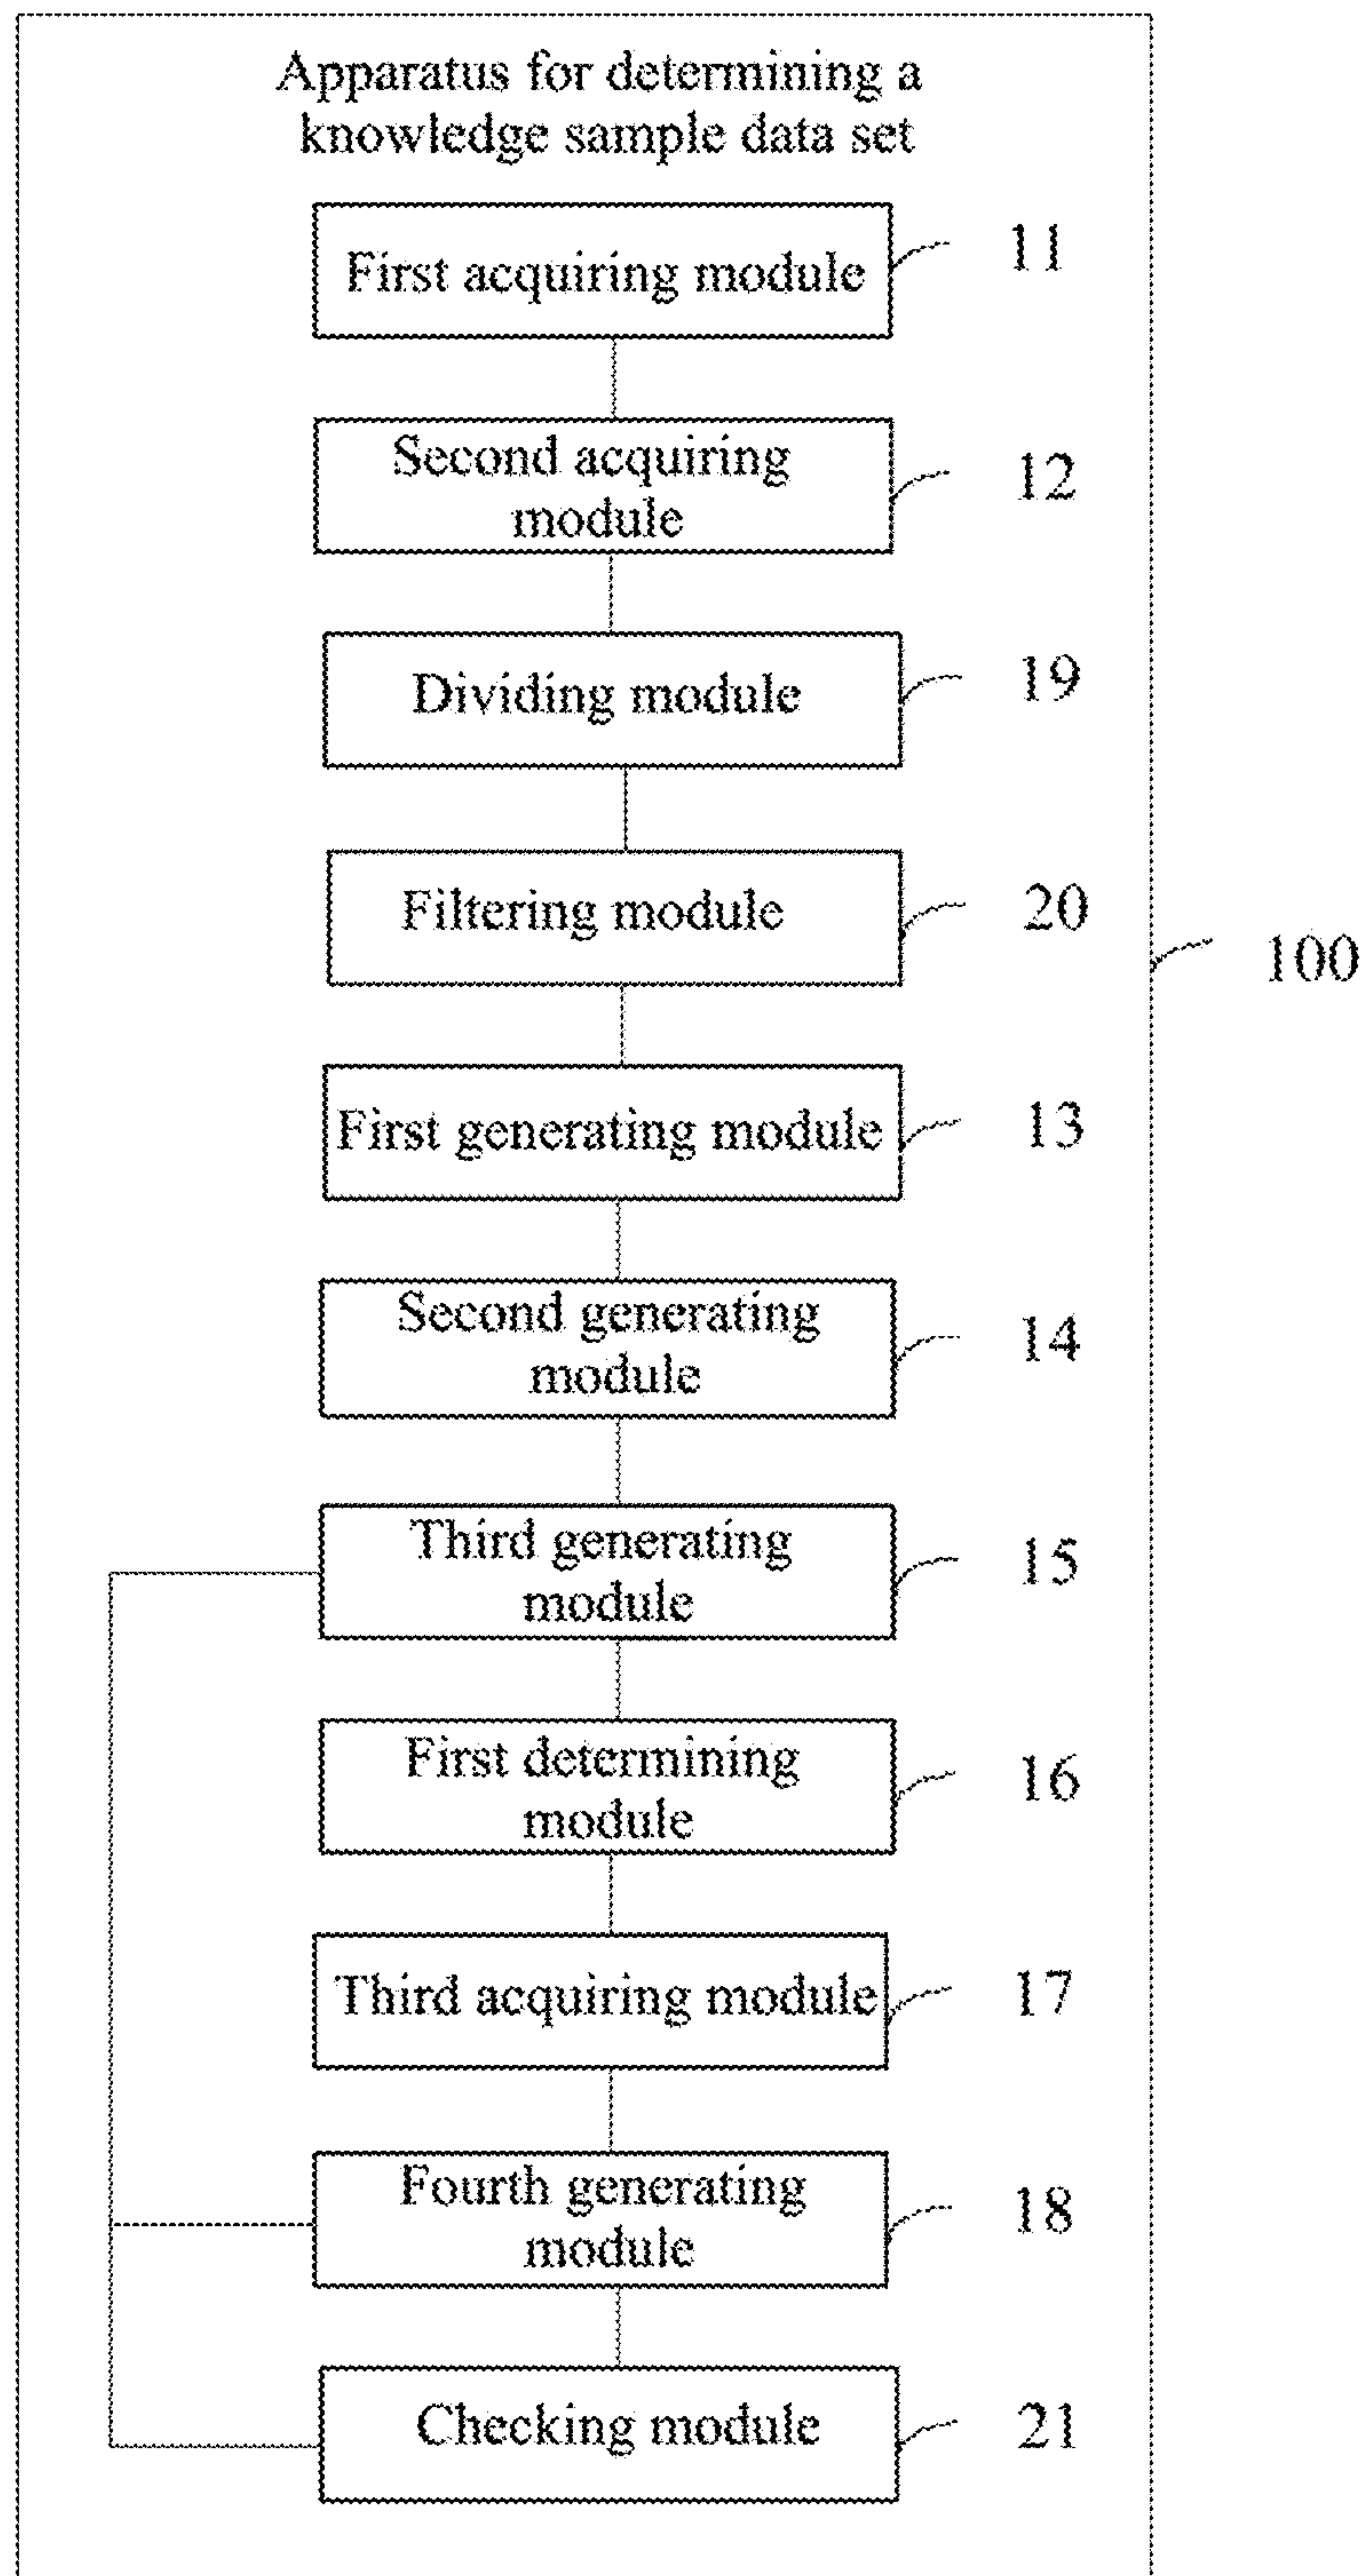 Apparatus for determining a
knowledge sample data set
First acquiring module
11
Second acquiring
module
12
Dividing module
19
Filtering module
20
100
First generating module
13
Second generating
module
14
Third generating
module
15
First determining
module
16
Third acquiring module
17
Fourth generating
module
18
Checking module
21